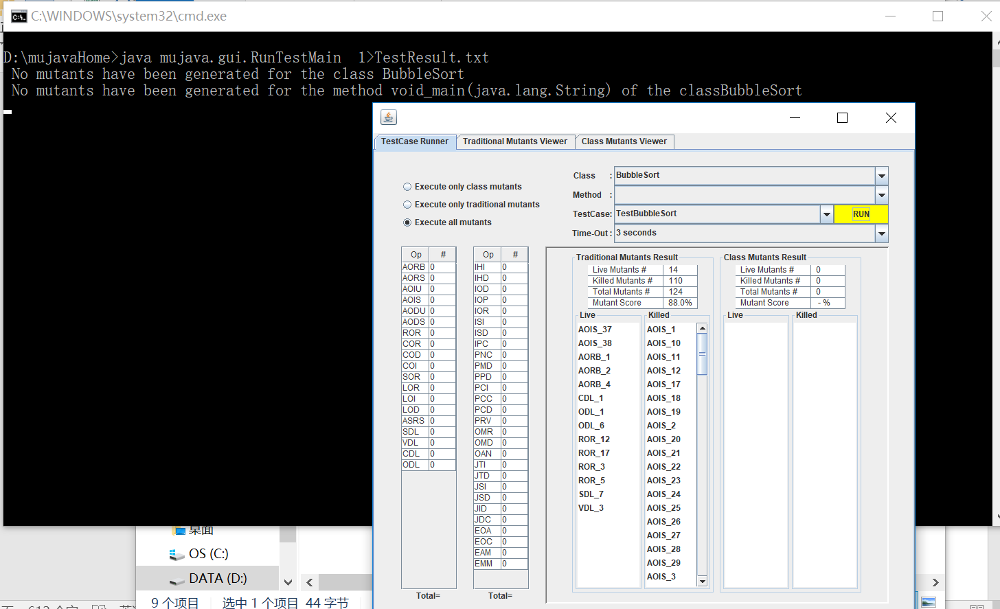 C:\WINDOWS\system32\cmd.exe
D:\mujavaHome>java mujava.gui.RunTestMain  1>TestResult.txt
No mutants have been generated for the class BubbleSort
No mutants have been generated for the method void_main(java.lang.String) of the classBubbleSort
TestCase Runner Traditional Mutants Viewer Class Mutants Viewer
Execute only class mutants
Execute only traditional mutants
Execute all mutants
Class : BubbleSort
Method :
TestCase: TestBubbleSort RUN
Time-Out : 3 seconds
Op #
AORB 0
AORS 0
AOIU 0
AOIS 0
AODU 0
AODS 0
ROR 0
COR 0
COD 0
COI 0
SOR 0
LOR 0
LOI 0
LOD 0
ASRS 0
SDL 0
VDL 0
CDL 0
ODL 0
Total=
Op #
IHI 0
IHD 0
IOD 0
IOP 0
IOR 0
ISI 0
ISD 0
IPC 0
PNC 0
PMD 0
PPD 0
PCI 0
PCC 0
PCD 0
PRV 0
OMR 0
OMD 0
OAN 0
JTI 0
JTD 0
JSI 0
JSD 0
JID 0
JDC 0
EOA 0
EOC 0
EAM 0
EMM 0
Total=
Traditional Mutants Result
Live Mutants # 14
Killed Mutants # 110
Total Mutants # 124
Mutant Score 88.0%
Live
AOIS_37
AOIS_38
AORB_1
AORB_2
AORB_4
CDL_1
ODL_1
ODL_6
ROR_12
ROR_17
ROR_3
ROR_5
SDL_7
VDL_3
Killed
AOIS_1
AOIS_10
AOIS_11
AOIS_12
AOIS_17
AOIS_18
AOIS_19
AOIS_2
AOIS_20
AOIS_21
AOIS_22
AOIS_23
AOIS_24
AOIS_25
AOIS_26
AOIS_27
AOIS_28
AOIS_29
AOIS_3
Class Mutants Result
Live Mutants # 0
Killed Mutants # 0
Total Mutants # 0
Mutant Score - %
Live
Killed
桌面
OS (C:)
DATA (D:)
9 个项目 选中 1 个项目 44 字节